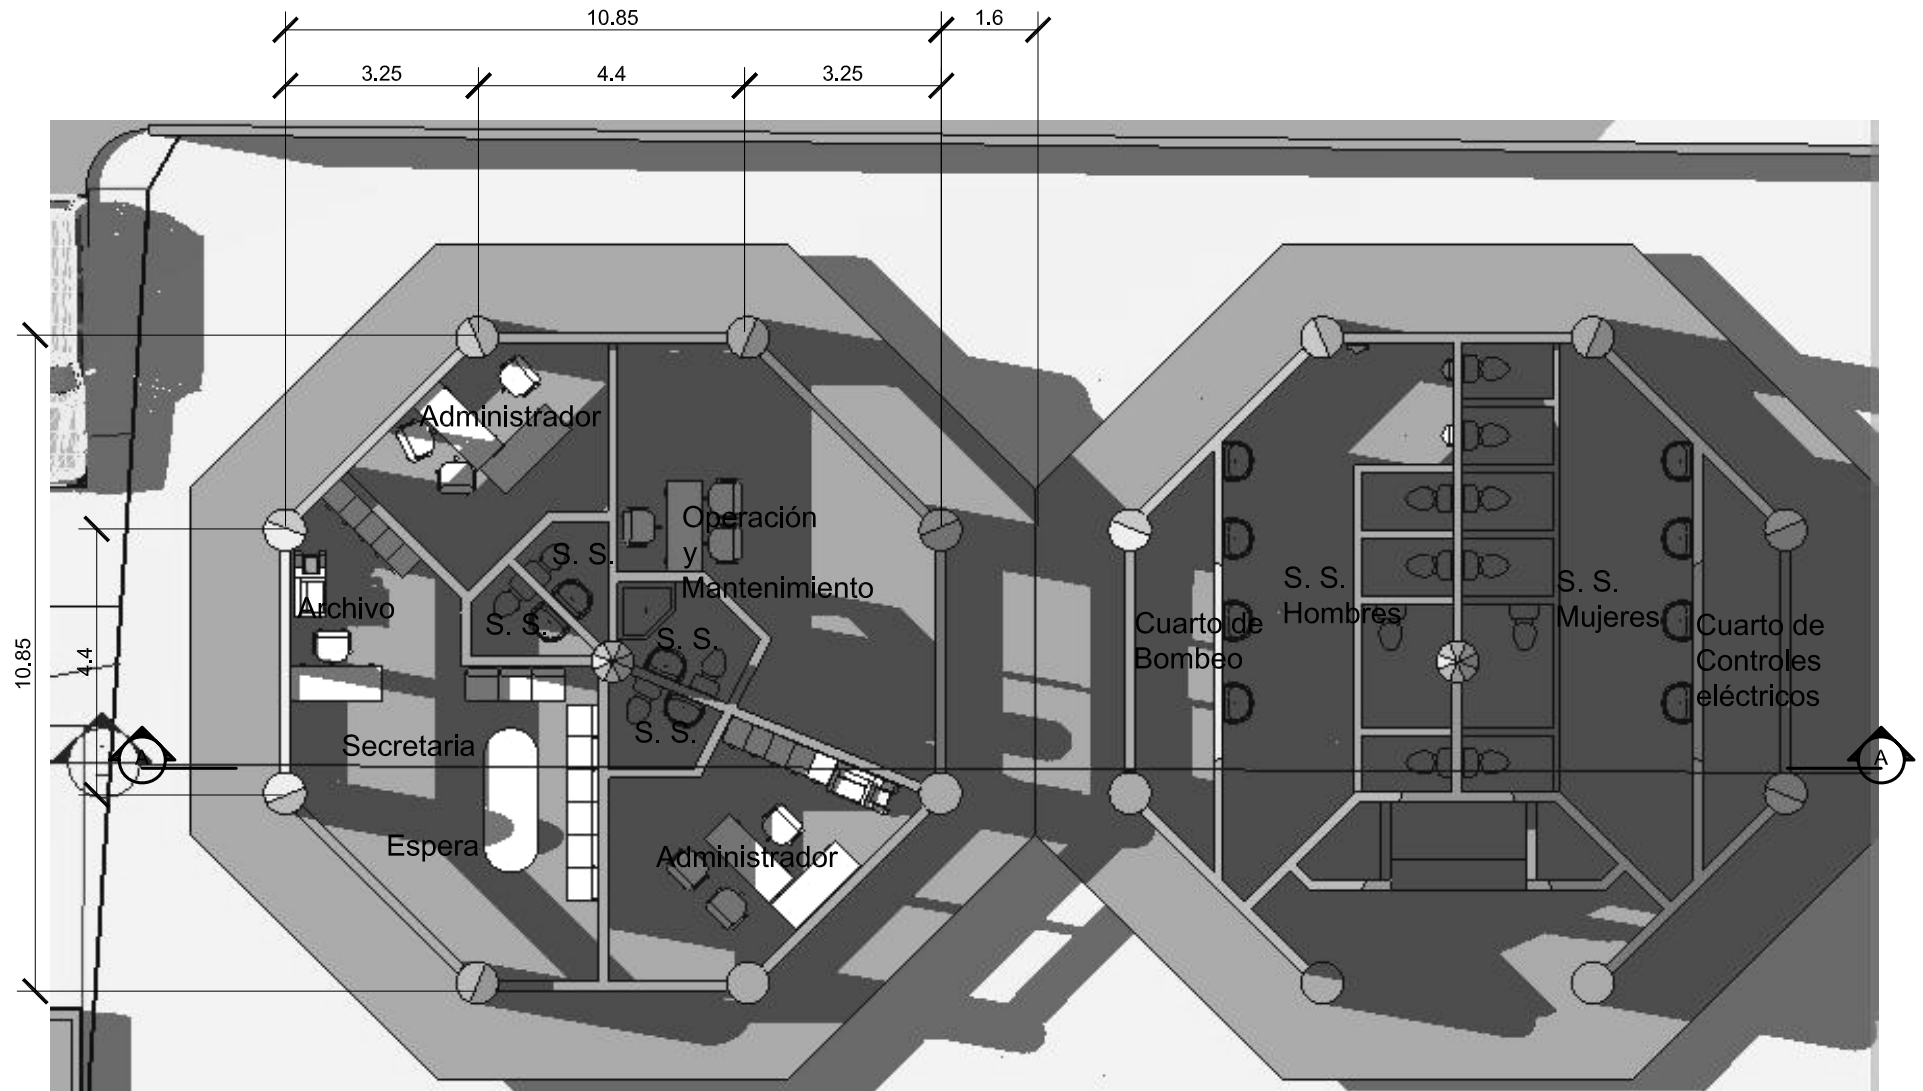 10.85
1.6
3.25
4.4
3.25
Administrador
Operación
y
Mantenimiento
S. S.
S. S.
S. S.
S. S.
Archivo
Secretaria
Espera
Administrador
10.85
4.4
Cuarto de
Bombeo
S. S.
Hombres
S. S.
Mujeres
Cuarto de
Controles
eléctricos
A
A